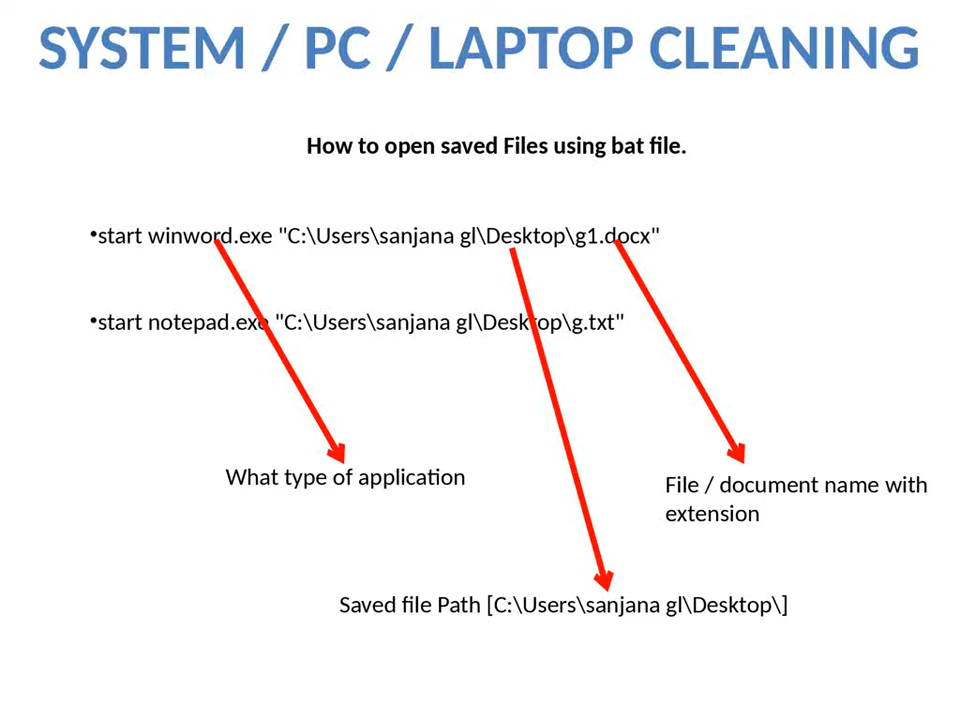 SYSTEM / PC / LAPTOP CLEANING
How to open saved Files using bat file.
•start winword.exe "C:\Users\sanjana gl\Desktop\g1.docx"
•start notepad.exe "C:\Users\sanjana gl\Desktop\g.txt"
What type of application
File / document name with
extension
Saved file Path [C:\Users\sanjana gl\Desktop\]